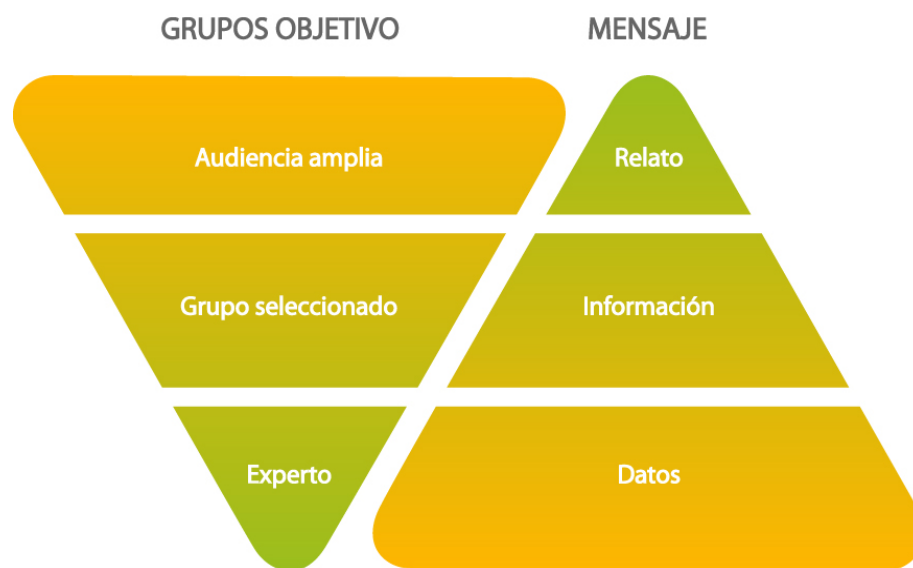 GRUPOS OBJETIVO
MENSAJE
Audiencia amplia
Relato
Grupo seleccionado
Información
Experto
Datos